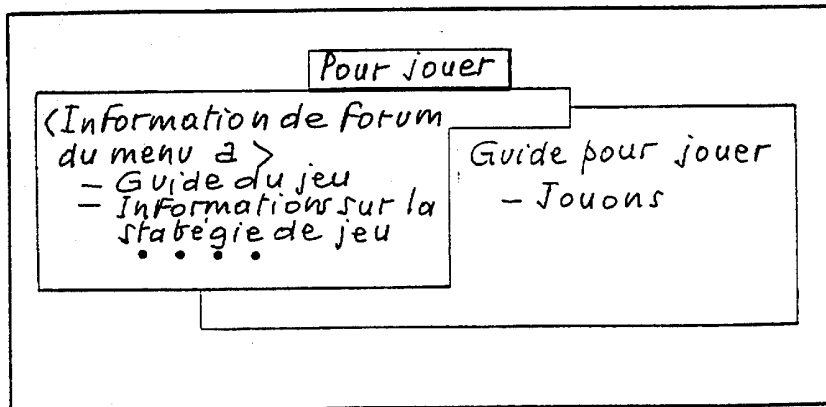 Pour jouer
<Information de forum
du menu a>
- Guide du jeu
- Informations sur la
stabégie de jeu
• • • •
Guide pour jouer
- Jouons